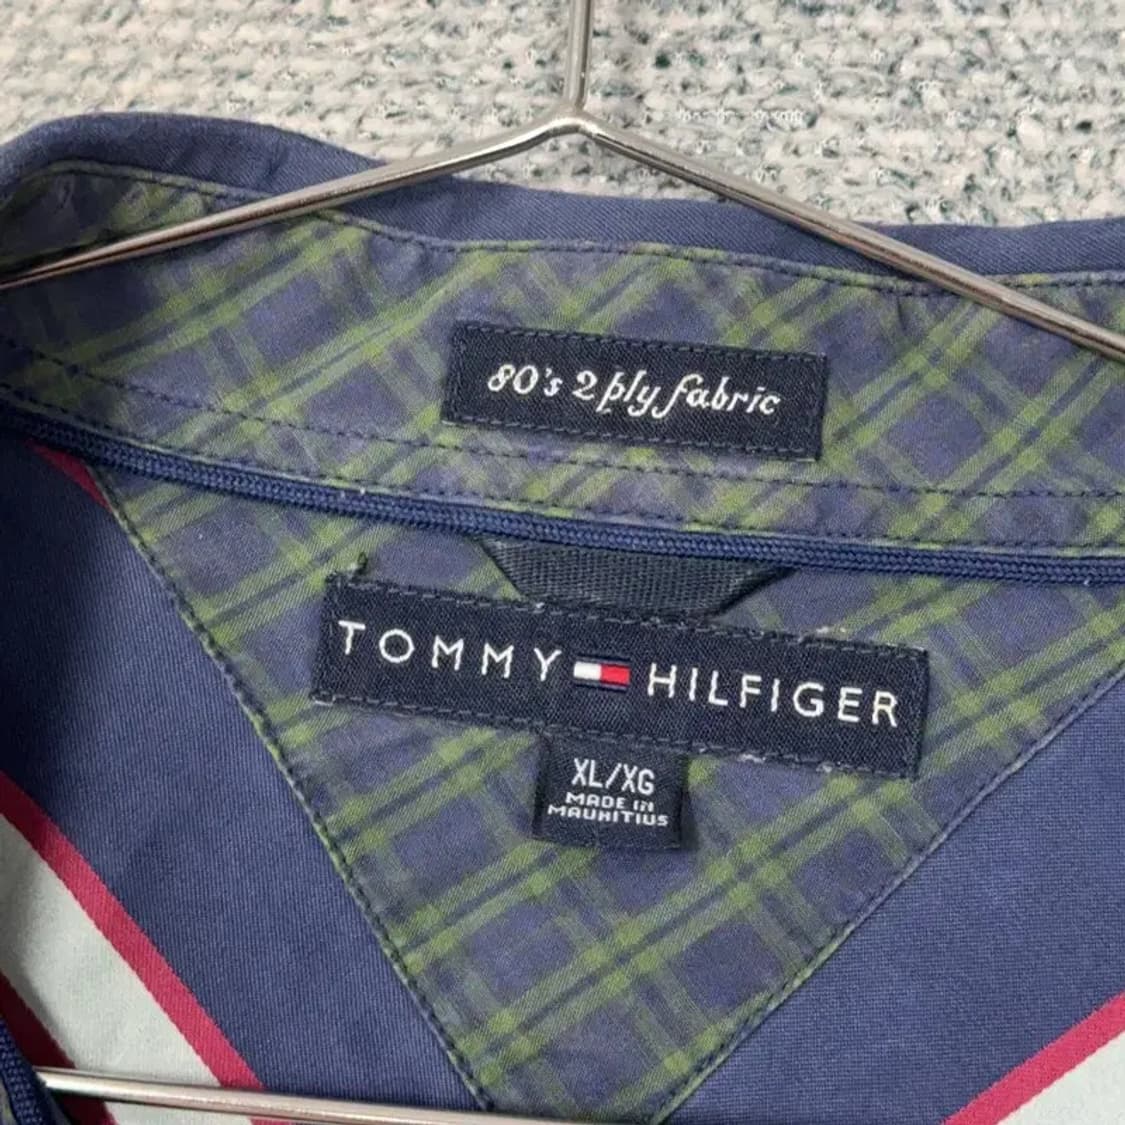 80's 2 ply fabric
TOMMY HILFIGER
XL/XG
MADE IN
MAURITIUS